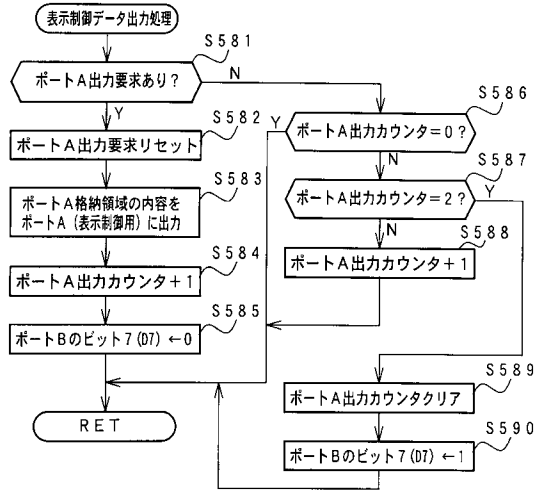 表示制御データ出力処理
S581
ポートA出力要求あり?
N
Y
S582
ポートA出力要求リセット
S583
ポートA格納領域の内容を
ポートA(表示制御用)に出力
S584
ポートA出力カウンタ+1
S585
ポートBのビット7(D7)←0
RET
S586
Y
ポートA出力カウンタ=0?
N
S587
ポートA出力カウンタ=2?
Y
N
S588
ポートA出力カウンタ+1
S589
ポートA出力カウンタクリア
S590
ポートBのビット7(D7)←1